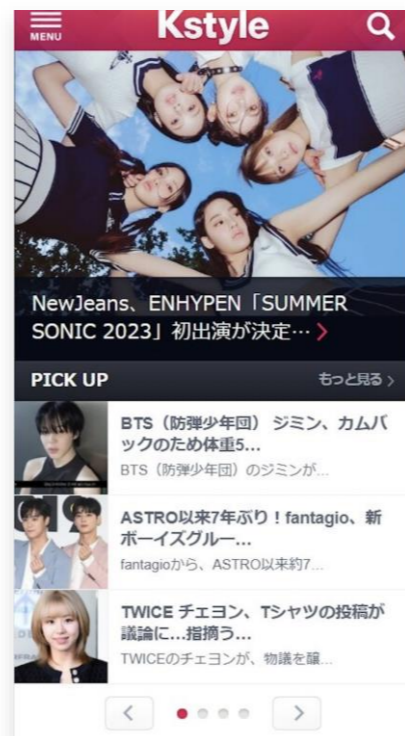 MENU
Kstyle
NewJeans、ENHYPEN「SUMMER
SONIC 2023」初出演が決定…
PICK UP
もっと見る
BTS（防弾少年団） ジミン、カムバ
ックのため体重5...
BTS（防弾少年団）のジミンが...
ASTRO以来7年ぶり！fantagio、新
ボーイズグルー...
fantagioから、ASTRO以来約7...
TWICE チェヨン、Tシャツの投稿が
議論に…指摘う...
TWICEのチェヨンが、物議を醸...